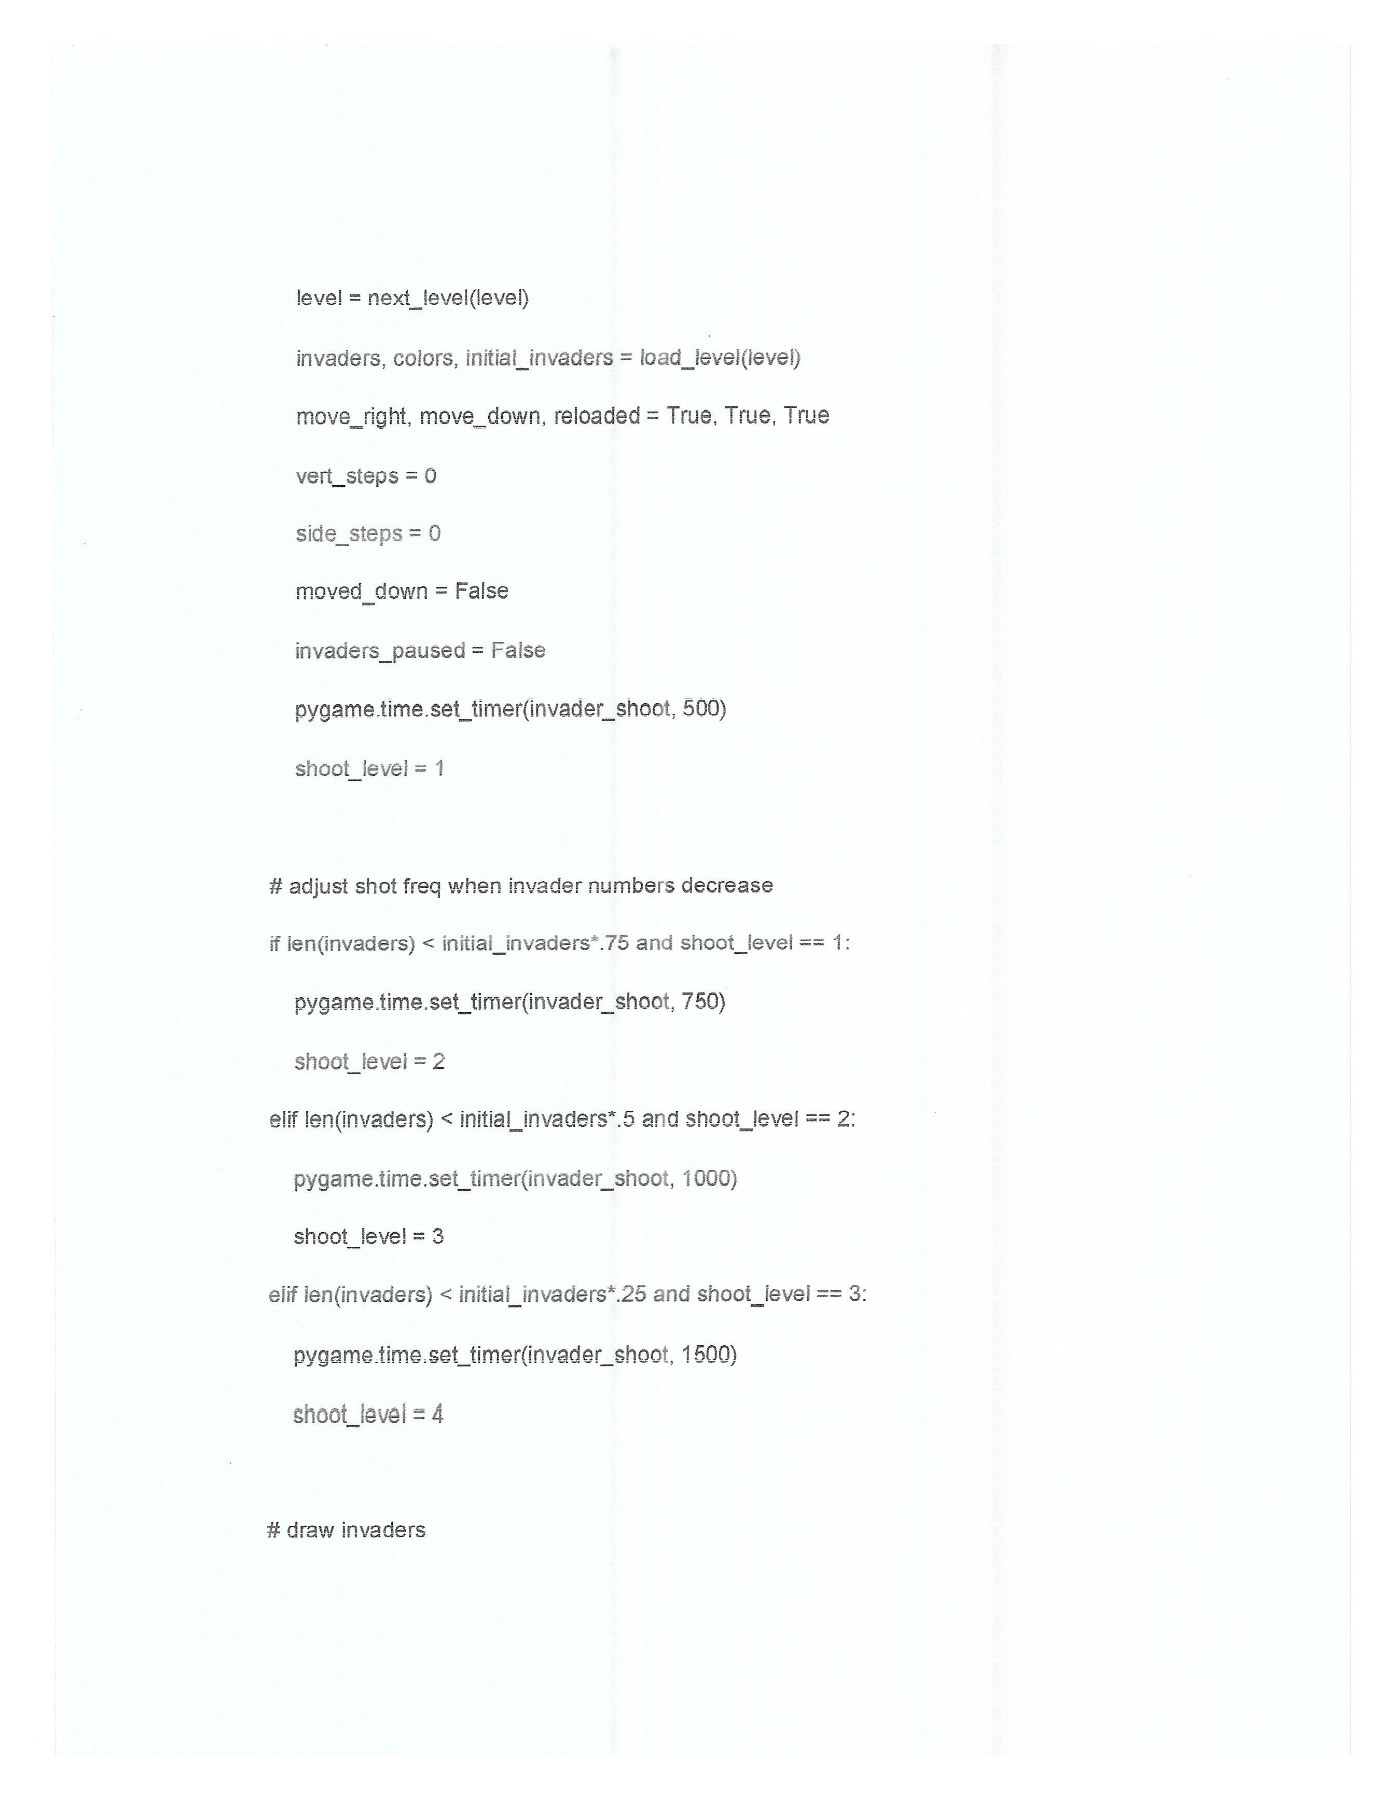 level = next_level(level)
invaders, colors, initial_invaders = load_level(level)
move_right, move_down, reloaded = True, True, True
vert_steps = 0
side_steps = 0
moved_down = False
invaders_paused = False
pygame.time.set_timer(invader_shoot, 500)
shoot_level = 1
# adjust shot freq when invader numbers decrease
if len(invaders) < initial_invaders*.75 and shoot_level == 1:
pygame.time.set_timer(invader_shoot, 750)
shoot_level = 2
elif len(invaders) < initial_invaders*.5 and shoot_level == 2:
pygame.time.set_timer(invader_shoot, 1000)
shoot_level = 3
elif len(invaders) < initial_invaders*.25 and shoot_level == 3:
pygame.time.set_timer(invader_shoot, 1500)
shoot_level = 4
# draw invaders